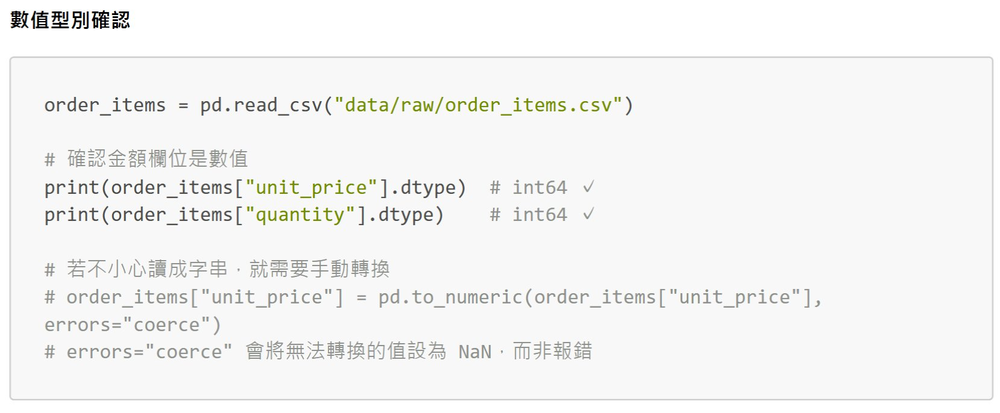 數值型別確認
order_items = pd.read_csv("data/raw/order_items.csv")
# 確認金額欄位是數值
print(order_items["unit_price"].dtype)  # int64 ✓
print(order_items["quantity"].dtype)    # int64 ✓
# 若不小心讀成字串，就需要手動轉換
# order_items["unit_price"] = pd.to_numeric(order_items["unit_price"],
errors="coerce")
# errors="coerce" 會將無法轉換的值設為 NaN，而非報錯